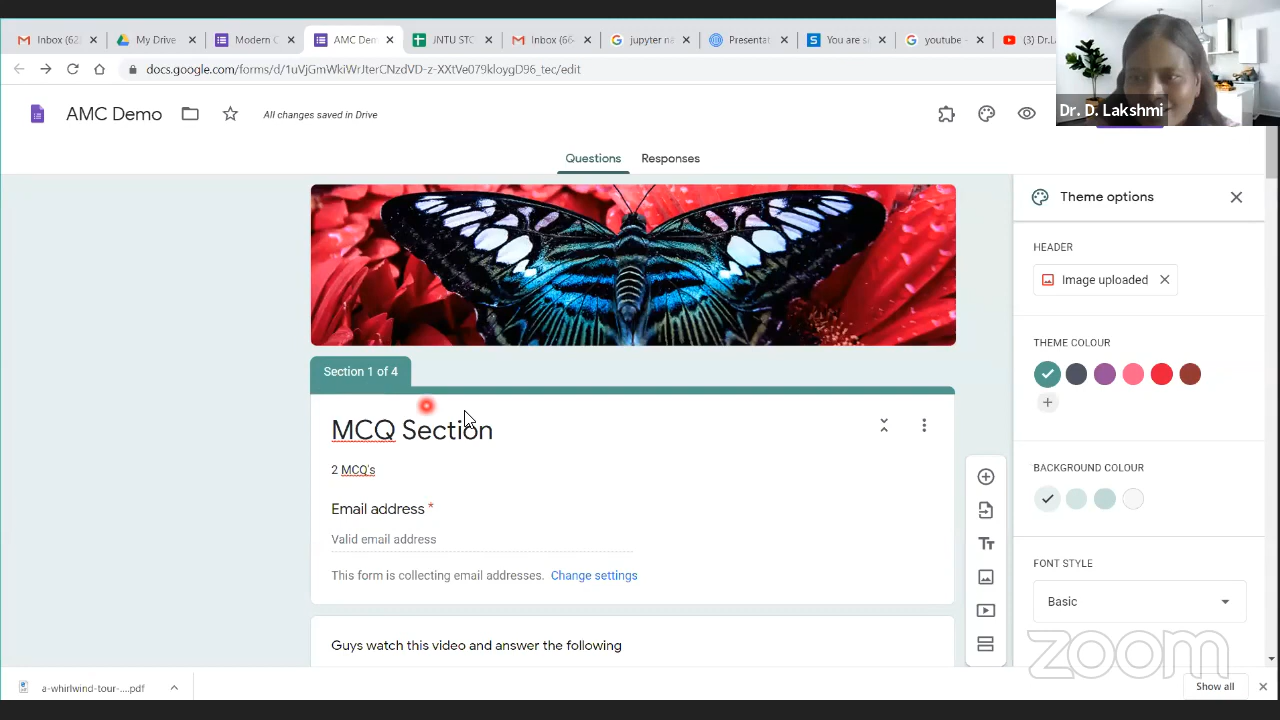 Inbox (62
My Drive
Modern C
AMC Dem
JNTU STC
Inbox (66-
jupyter ne
Presentat
You are s
youtube -
(3) Dr.L
docs.google.com/forms/d/1uVjGmWkiWrJterCNzdVD-z-XXtVe079kloygD96_tec/edit
Dr. D. Lakshmi
AMC Demo
All changes saved in Drive
Questions
Responses
Theme options
HEADER
Image uploaded
THEME COLOUR
Section 1 of 4
MCQ Section
2 MCQ's
BACKGROUND COLOUR
Email address *
Valid email address
This form is collecting email addresses. Change settings
FONT STYLE
Basic
Guys watch this video and answer the following
zoom
a-whirlwind-tour-....pdf
Show all